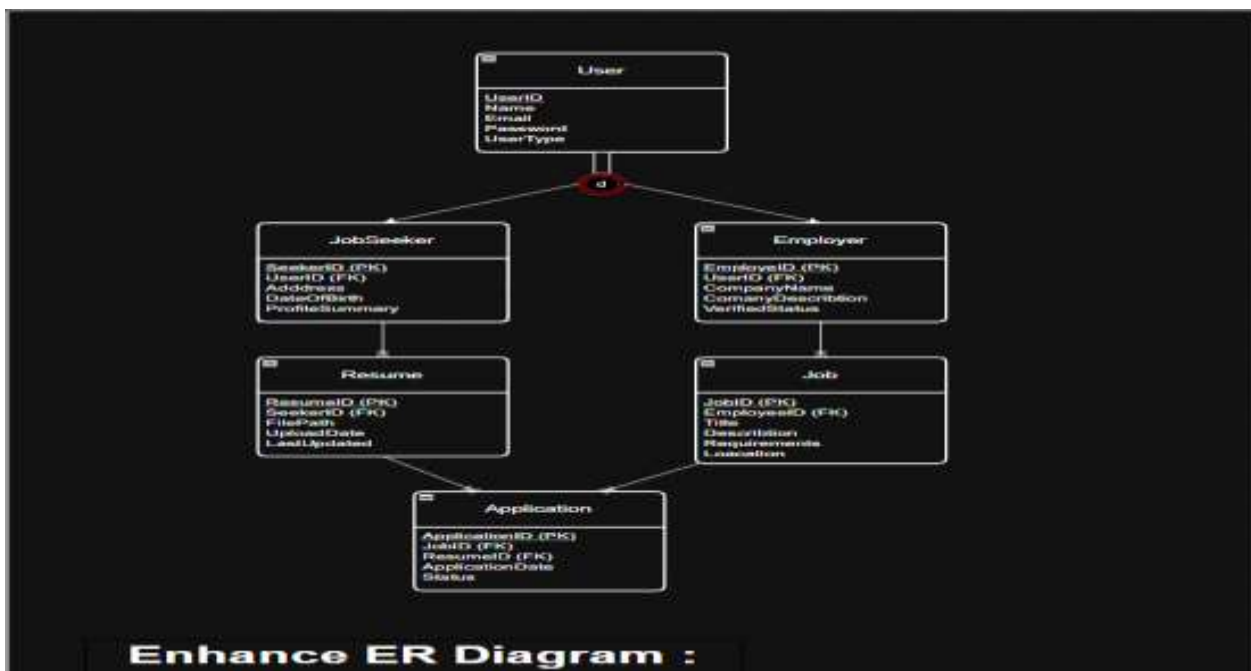 User
UserID
Name
Email
Password
UserType
d
JobSeeker
SeekerID (PK)
UserID (FK)
Adddress
DateOfBirth
ProfileSummary
Employer
EmployeID (PK)
UserID (FK)
CompanyName
ComanyDescribtion
VerifiedStatus
Resume
ResumeID (PK)
SeekerID (FK)
FilePath
UploadDate
LastUpdated
Job
JobID (PK)
EmployeeID (FK)
Title
Describtion
Requirements
Loacation
Application
ApplicationID (PK)
JobID (FK)
ResumeID (FK)
ApplicationDate
Status
Enhance ER Diagram :